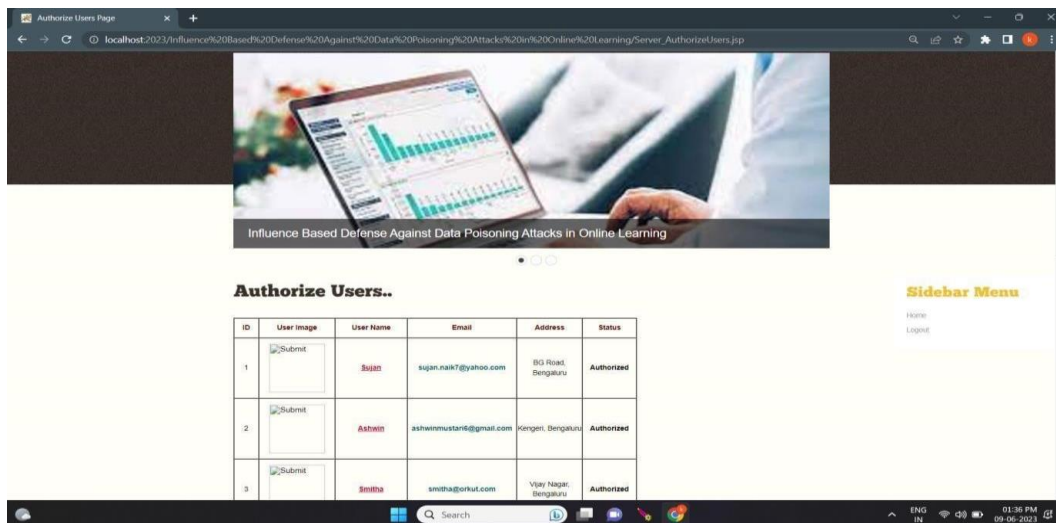 Authorize Users Page
localhost:2023/Influence%20Based%20Defense%20Against%20Data%20Poisoning%20Attacks%20in%20Online%20Learning/Server_AuthorizeUsers.jsp
Influence Based Defense Against Data Poisoning Attacks in Online Learning
Authorize Users..
Sidebar Menu
Home
Logout
ID User Image User Name Email Address Status
1 Submit Sujan sujan.naik7@yahoo.com BG Road, Bengaluru Authorized
2 Submit Ashwin ashwinmustari6@gmail.com Kengeri, Bengaluru Authorized
3 Submit Smitha smitha@orkut.com Vijay Nagar, Bengaluru Authorized
Search
ENG
IN
01:36 PM
09-06-2023